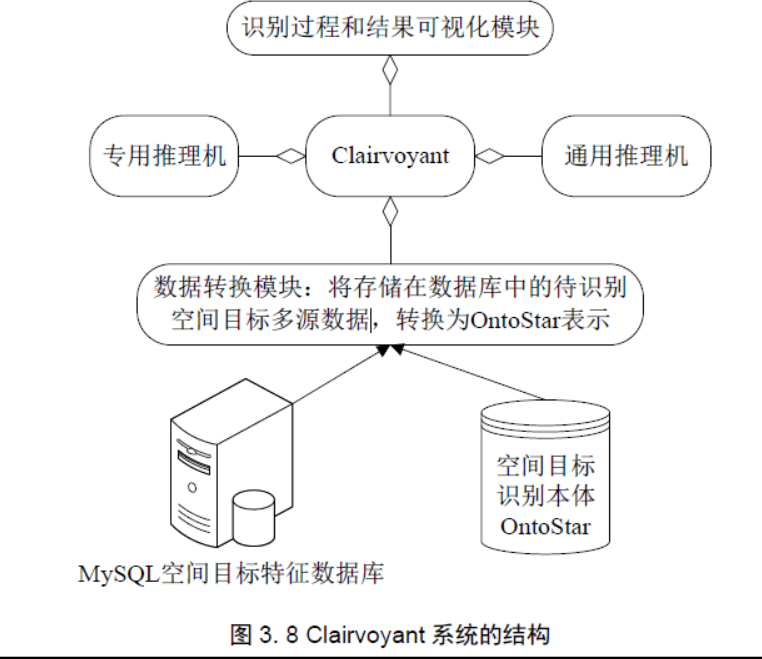 识别过程和结果可视化模块
专用推理机
Clairvoyant
通用推理机
数据转换模块：将存储在数据库中的待识别
空间目标多源数据，转换为OntoStar表示
空间目标
识别本体
OntoStar
MySQL空间目标特征数据库
图 3. 8 Clairvoyant 系统的结构